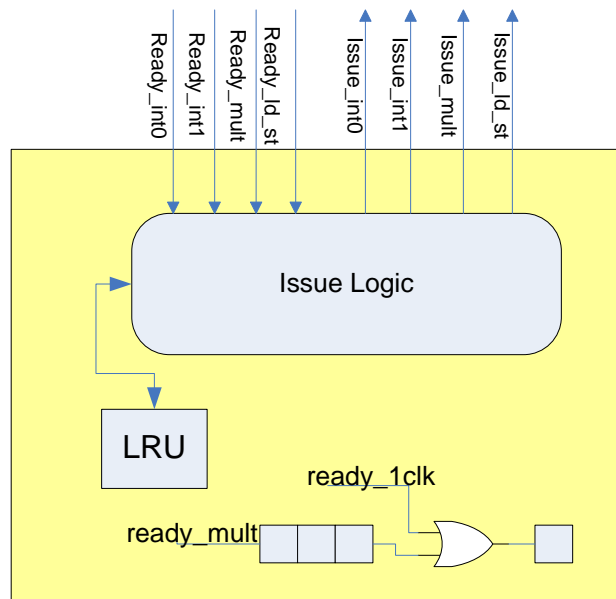 Ready_int0
Ready_int1
Ready_mult
Ready_ld_st
Issue_int0
Issue_int1
Issue_mult
Issue_ld_st
Issue Logic
LRU
ready_1clk
ready_mult